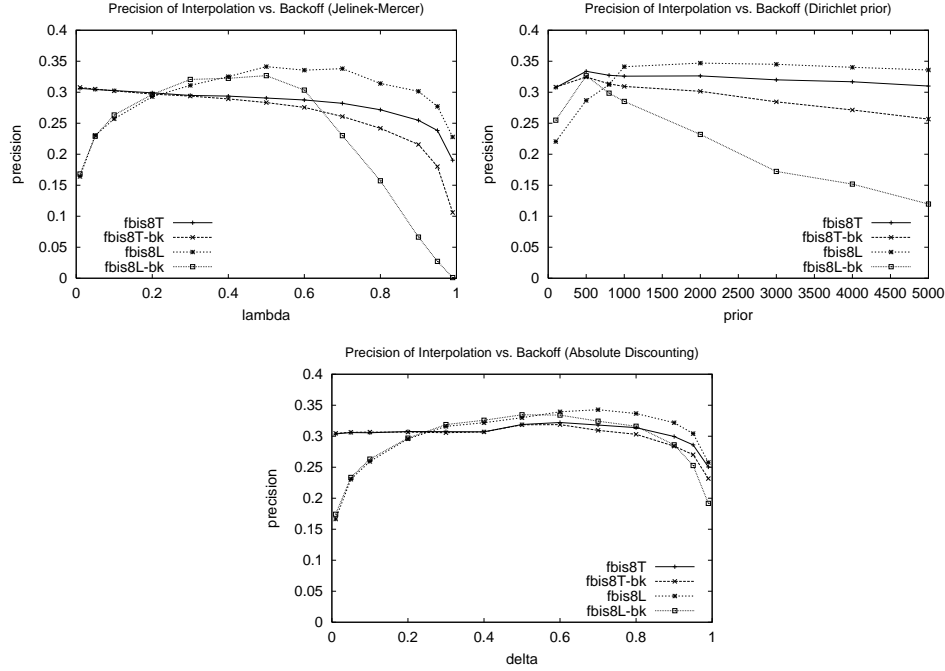 Precision of Interpolation vs. Backoff (Jelinek-Mercer)
0.4
0.35
0.3
0.25
0.2
0.15
0.1
0.05
0
precision
fbis8T
fbis8T-bk
fbis8L
fbis8L-bk
0 0.2 0.4 0.6 0.8 1
lambda
Precision of Interpolation vs. Backoff (Dirichlet prior)
0.4
0.35
0.3
0.25
0.2
0.15
0.1
0.05
0
precision
fbis8T
fbis8T-bk
fbis8L
fbis8L-bk
0 500 1000 1500 2000 2500 3000 3500 4000 4500 5000
prior
Precision of Interpolation vs. Backoff (Absolute Discounting)
0.4
0.35
0.3
0.25
0.2
0.15
0.1
0.05
0
precision
fbis8T
fbis8T-bk
fbis8L
fbis8L-bk
0 0.2 0.4 0.6 0.8 1
delta